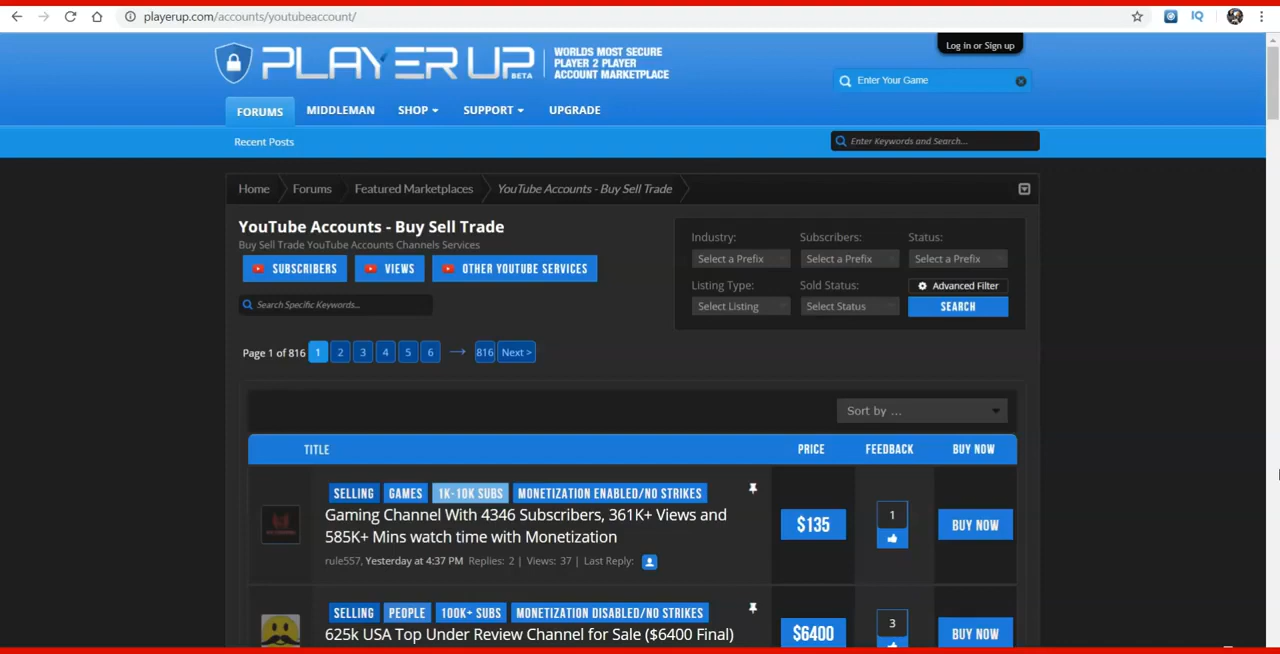 playerup.com/accounts/youtubeaccount/
IQ
PLAYER UP
BETA
WORLDS MOST SECURE
PLAYER 2 PLAYER
ACCOUNT MARKETPLACE
Log in or Sign up
Enter Your Game
FORUMS MIDDLEMAN SHOP SUPPORT UPGRADE
Recent Posts
Enter Keywords and Search...
Home Forums Featured Marketplaces YouTube Accounts - Buy Sell Trade
YouTube Accounts - Buy Sell Trade
Buy Sell Trade YouTube Accounts Channels Services
SUBSCRIBERS VIEWS OTHER YOUTUBE SERVICES
Search Specific Keywords...
Industry: Subscribers: Status:
Select a Prefix Select a Prefix Select a Prefix
Listing Type: Sold Status: Advanced Filter
Select Listing Select Status SEARCH
Page 1 of 816 1 2 3 4 5 6 → 816 Next >
Sort by ...
TITLE PRICE FEEDBACK BUY NOW
SELLING GAMES 1K-10K SUBS MONETIZATION ENABLED/NO STRIKES
Gaming Channel With 4346 Subscribers, 361K+ Views and
585K+ Mins watch time with Monetization
rule557, Yesterday at 4:37 PM Replies: 2 | Views: 37 | Last Reply:
$135 1 BUY NOW
SELLING PEOPLE 100K+ SUBS MONETIZATION DISABLED/NO STRIKES
625k USA Top Under Review Channel for Sale ($6400 Final)
$6400 3 BUY NOW